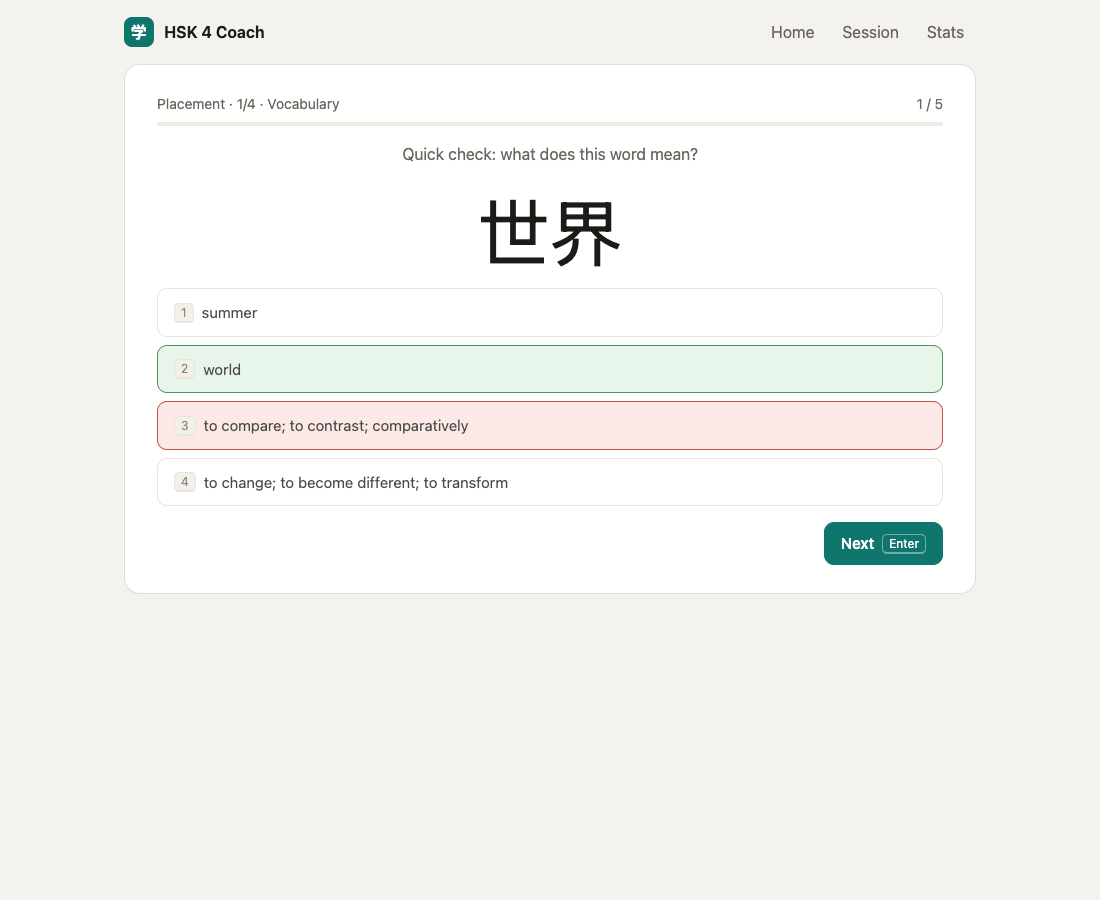 学 HSK 4 Coach Home Session Stats
Placement · 1/4 · Vocabulary 1 / 5
Quick check: what does this word mean?
世界
1 summer
2 world
3 to compare; to contrast; comparatively
4 to change; to become different; to transform
Next Enter